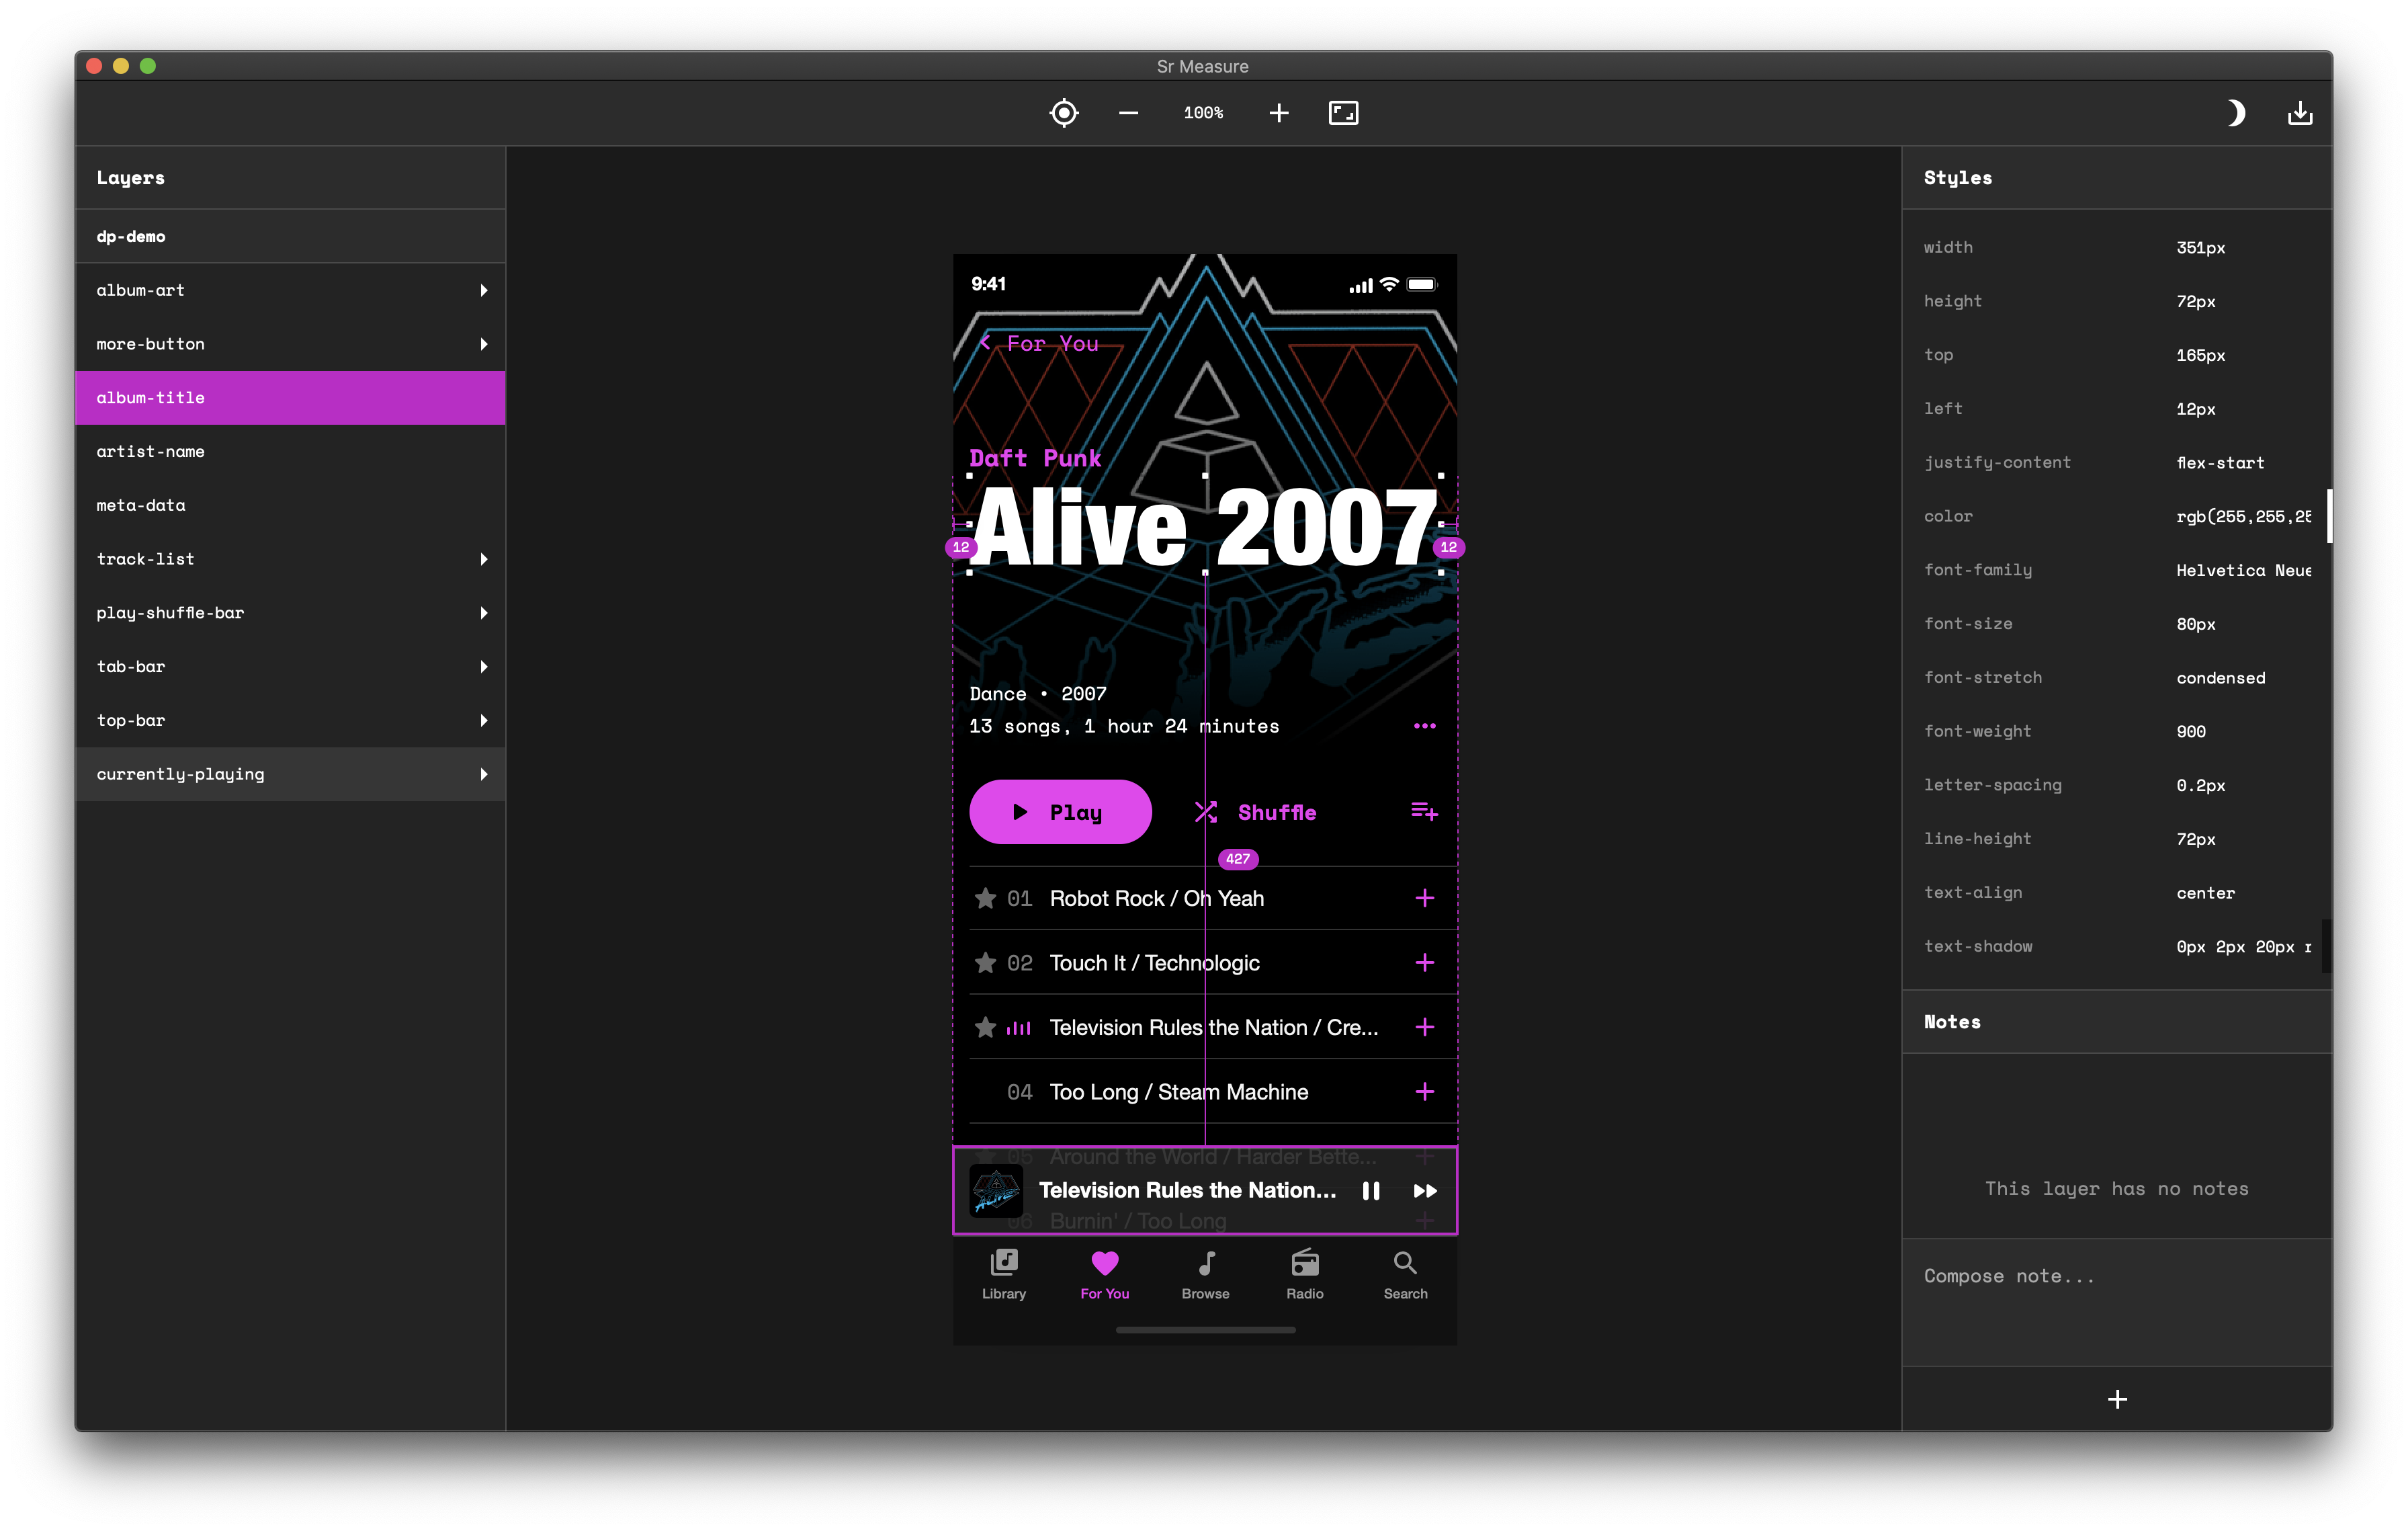 Sr Measure
100%
Layers
dp-demo
album-art
more-button
album-title
artist-name
meta-data
track-list
play-shuffle-bar
tab-bar
top-bar
currently-playing
9:41
For You
Daft Punk
Alive 2007
12
12
Dance • 2007
13 songs, 1 hour 24 minutes
Play
Shuffle
427
01 Robot Rock / Oh Yeah
02 Touch It / Technologic
Television Rules the Nation / Cre...
04 Too Long / Steam Machine
05 Around the World / Harder Bette...
ALIVE
Television Rules the Nation...
06 Burnin' / Too Long
Library
For You
Browse
Radio
Search
Styles
width 351px
height 72px
top 165px
left 12px
justify-content flex-start
color rgb(255,255,25
font-family Helvetica Neue
font-size 80px
font-stretch condensed
font-weight 900
letter-spacing 0.2px
line-height 72px
text-align center
text-shadow 0px 2px 20px r
Notes
This layer has no notes
Compose note...